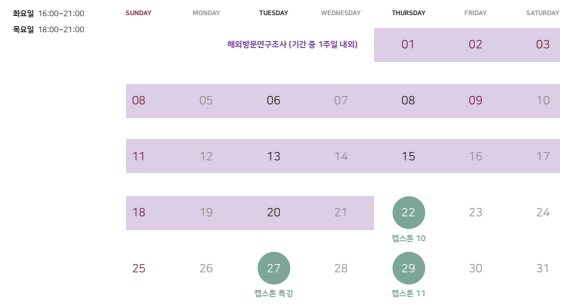 화요일 16:00~21:00
목요일 18:00~21:00
SUNDAY MONDAY TUESDAY WEDNESDAY THURSDAY FRIDAY SATURDAY
해외방문연구조사 (기간 중 1주일 내외) 01 02 03
08 05 06 07 08 09 10
11 12 13 14 15 16 17
18 19 20 21 22 23 24
캡스톤 10
25 26 27 28 29 30 31
캡스톤 특강 캡스톤 11